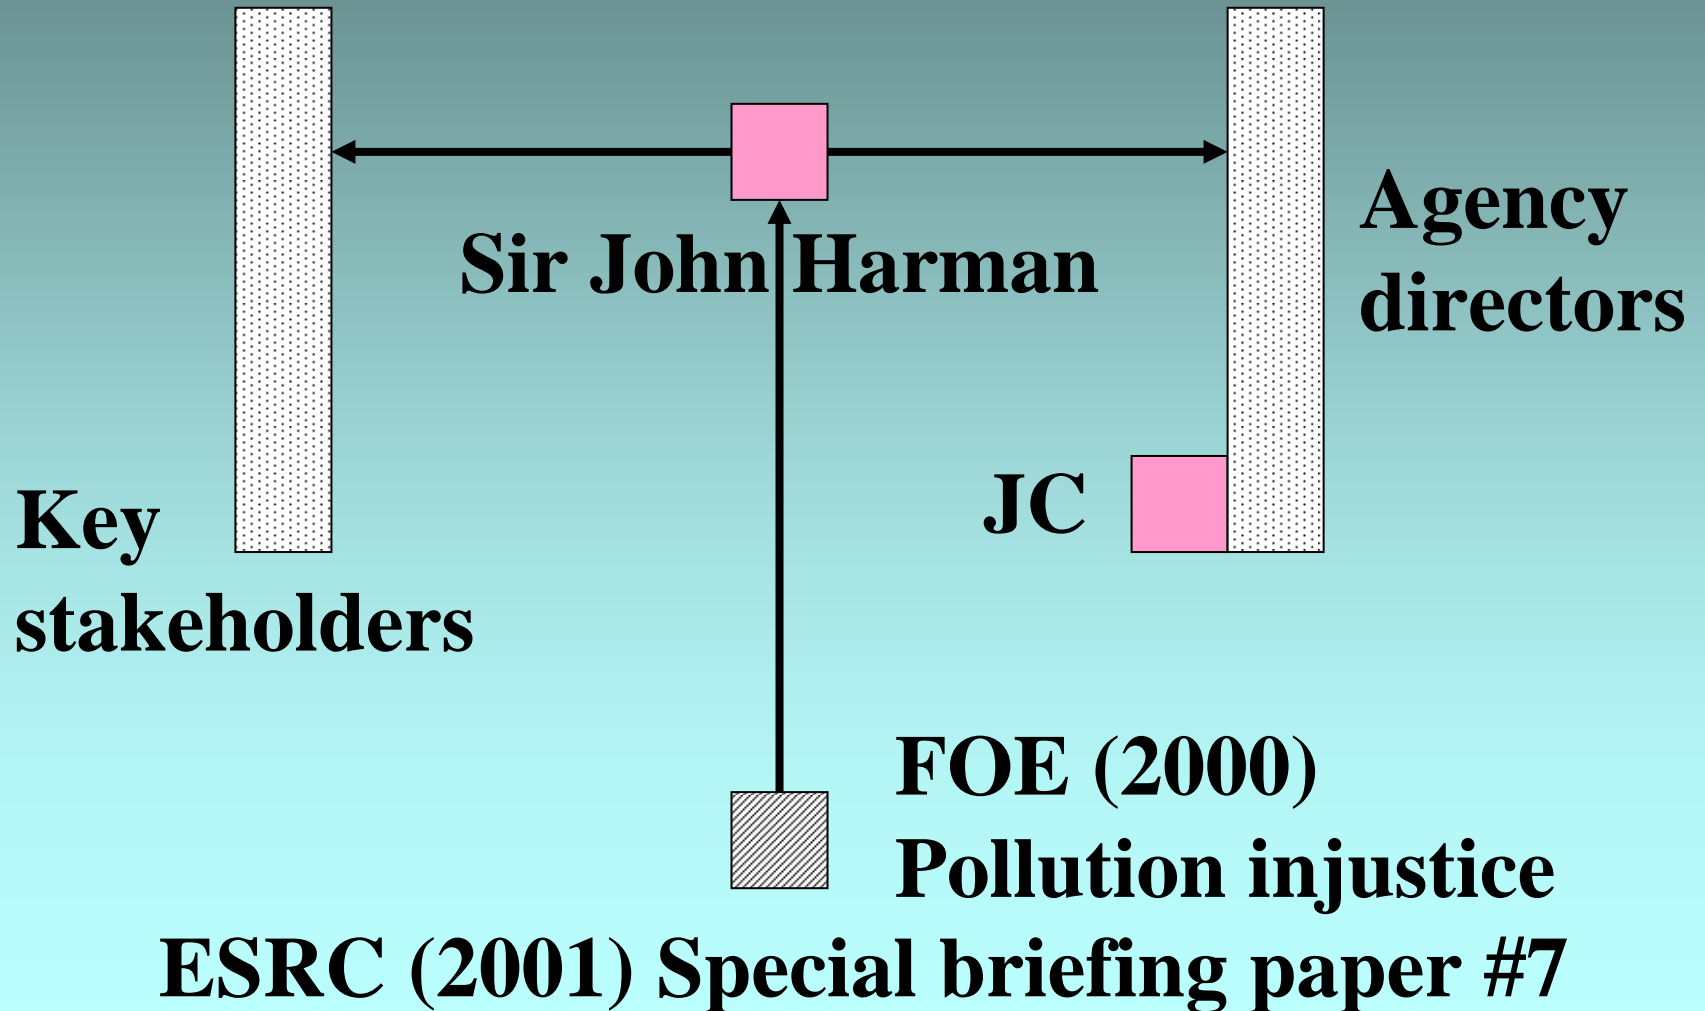 Agency
directors
Sir John Harman
JC
Key
stakeholders
FOE (2000)
Pollution injustice
ESRC (2001) Special briefing paper #7